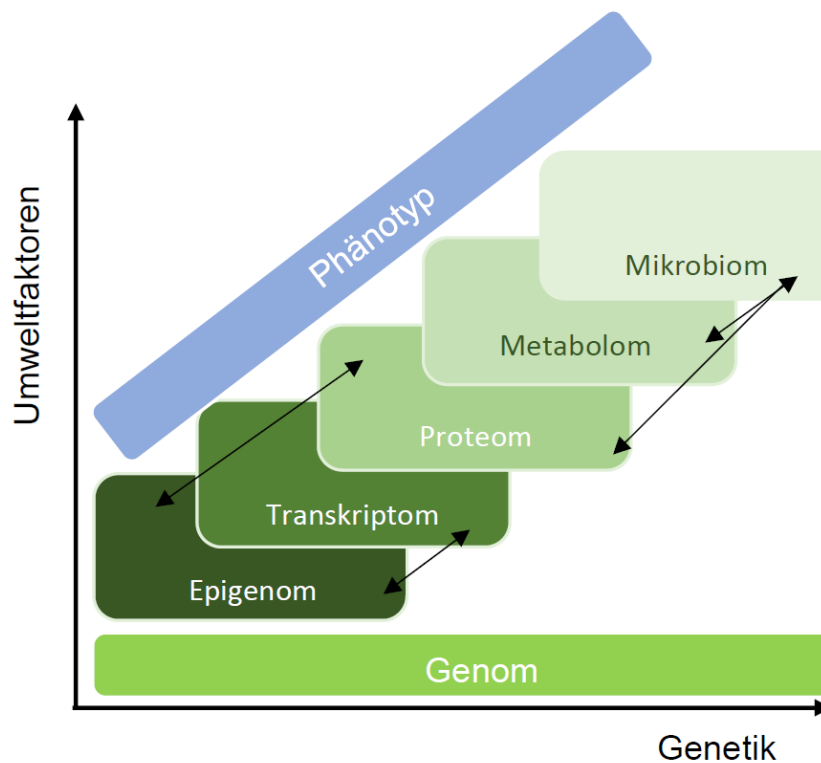 Umweltfaktoren
Phänotyp
Mikrobiom
Metabolom
Proteom
Transkriptom
Epigenom
Genom
Genetik